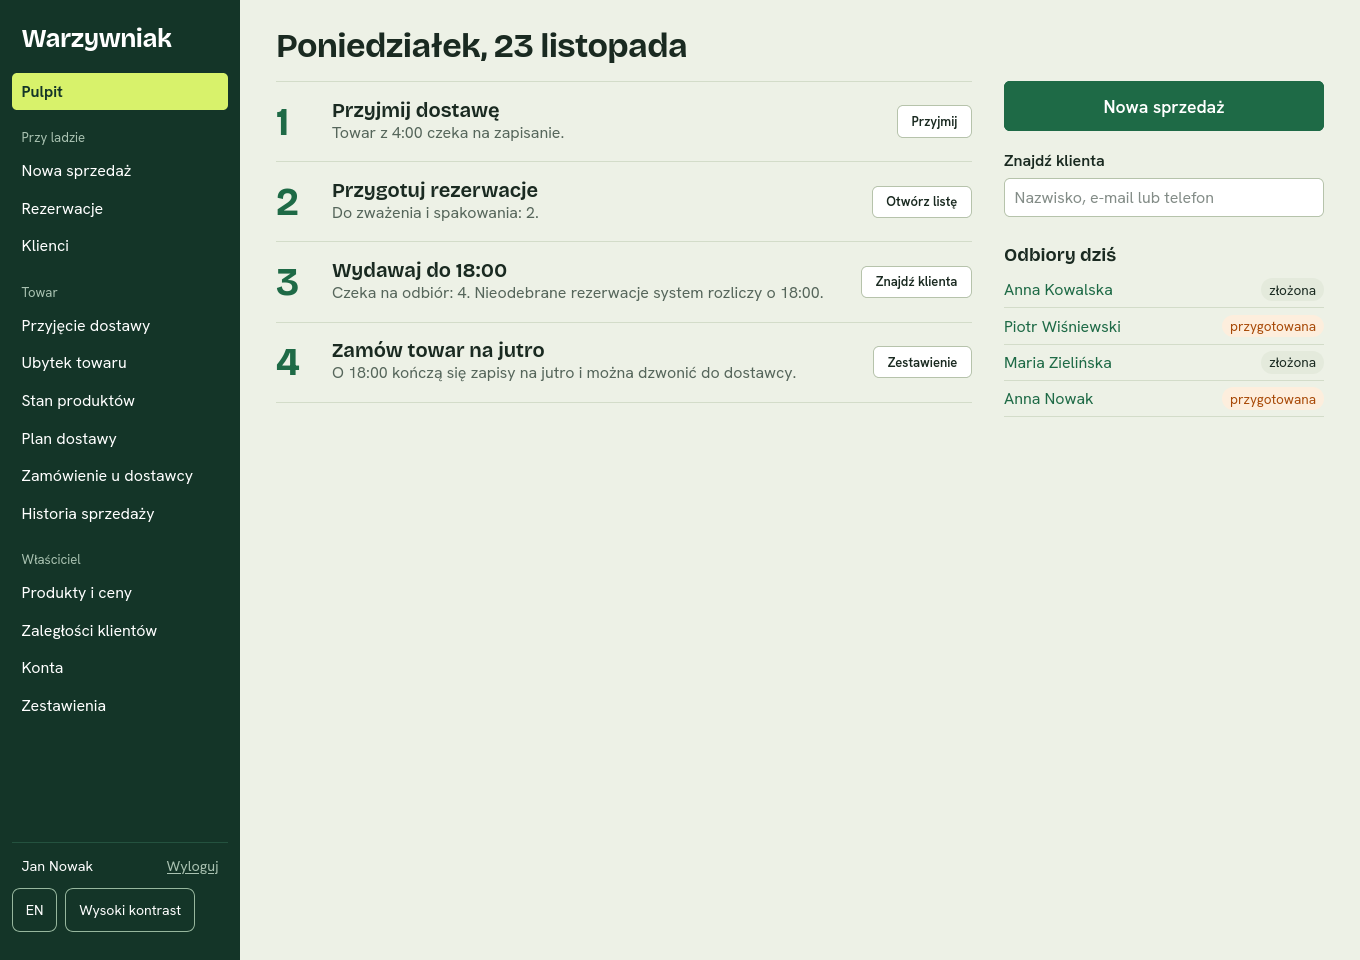 Warzywniak
Pulpit
Przy ladzie
Nowa sprzedaż
Rezerwacje
Klienci
Towar
Przyjęcie dostawy
Ubytek towaru
Stan produktów
Plan dostawy
Zamówienie u dostawcy
Historia sprzedaży
Właściciel
Produkty i ceny
Zaległości klientów
Konta
Zestawienia
Jan Nowak
Wyloguj
EN
Wysoki kontrast
Poniedziałek, 23 listopada
1
Przyjmij dostawę
Towar z 4:00 czeka na zapisanie.
Przyjmij
2
Przygotuj rezerwacje
Do zważenia i spakowania: 2.
Otwórz listę
3
Wydawaj do 18:00
Czeka na odbiór: 4. Nieodebrane rezerwacje system rozliczy o 18:00.
Znajdź klienta
4
Zamów towar na jutro
O 18:00 kończą się zapisy na jutro i można dzwonić do dostawcy.
Zestawienie
Nowa sprzedaż
Znajdź klienta
Nazwisko, e-mail lub telefon
Odbiory dziś
Anna Kowalska złożona
Piotr Wiśniewski przygotowana
Maria Zielińska złożona
Anna Nowak przygotowana